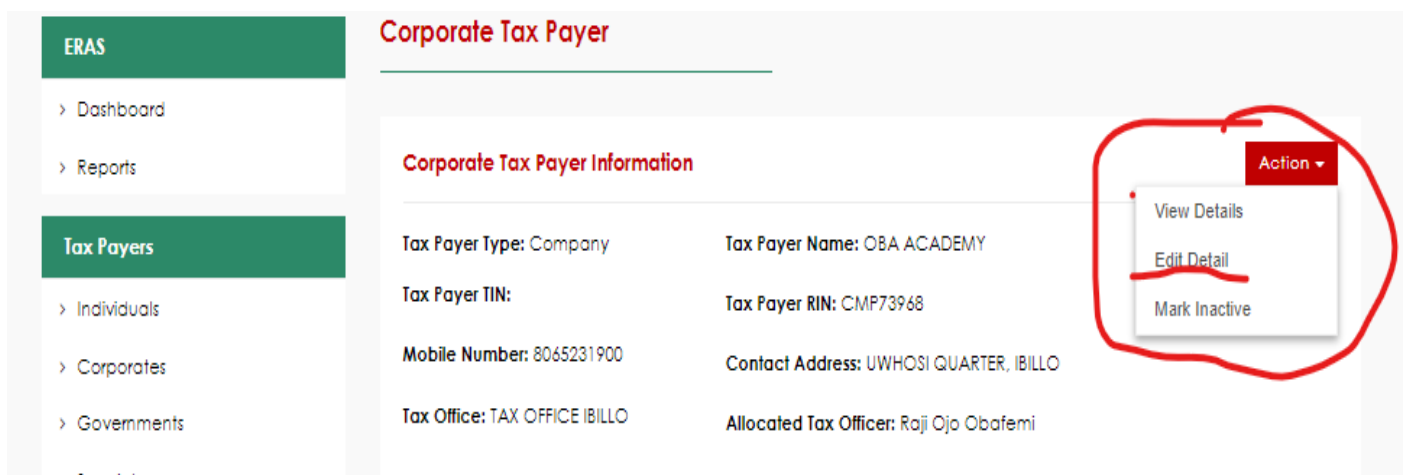 ERAS
> Dashboard
> Reports
Tax Payers
> Individuals
> Corporates
> Governments
Corporate Tax Payer
Corporate Tax Payer Information
Action
View Details
Edit Detail
Mark Inactive
Tax Payer Type: Company
Tax Payer Name: OBA ACADEMY
Tax Payer TIN:
Tax Payer RIN: CMP73968
Mobile Number: 8065231900
Contact Address: UWHOSI QUARTER, IBILLO
Tax Office: TAX OFFICE IBILLO
Allocated Tax Officer: Raji Ojo Obafemi